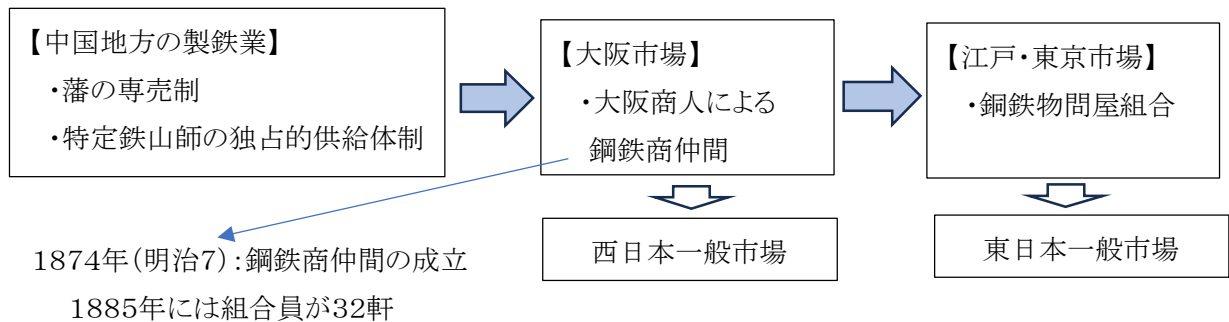 【中国地方の製鉄業】
・藩の専売制
・特定鉄山師の独占的供給体制
【大阪市場】
・大阪商人による
鋼鉄商仲間
【江戸・東京市場】
・銅鉄物問屋組合
西日本一般市場
東日本一般市場
1874年(明治7):鋼鉄商仲間の成立
1885年には組合員が32軒